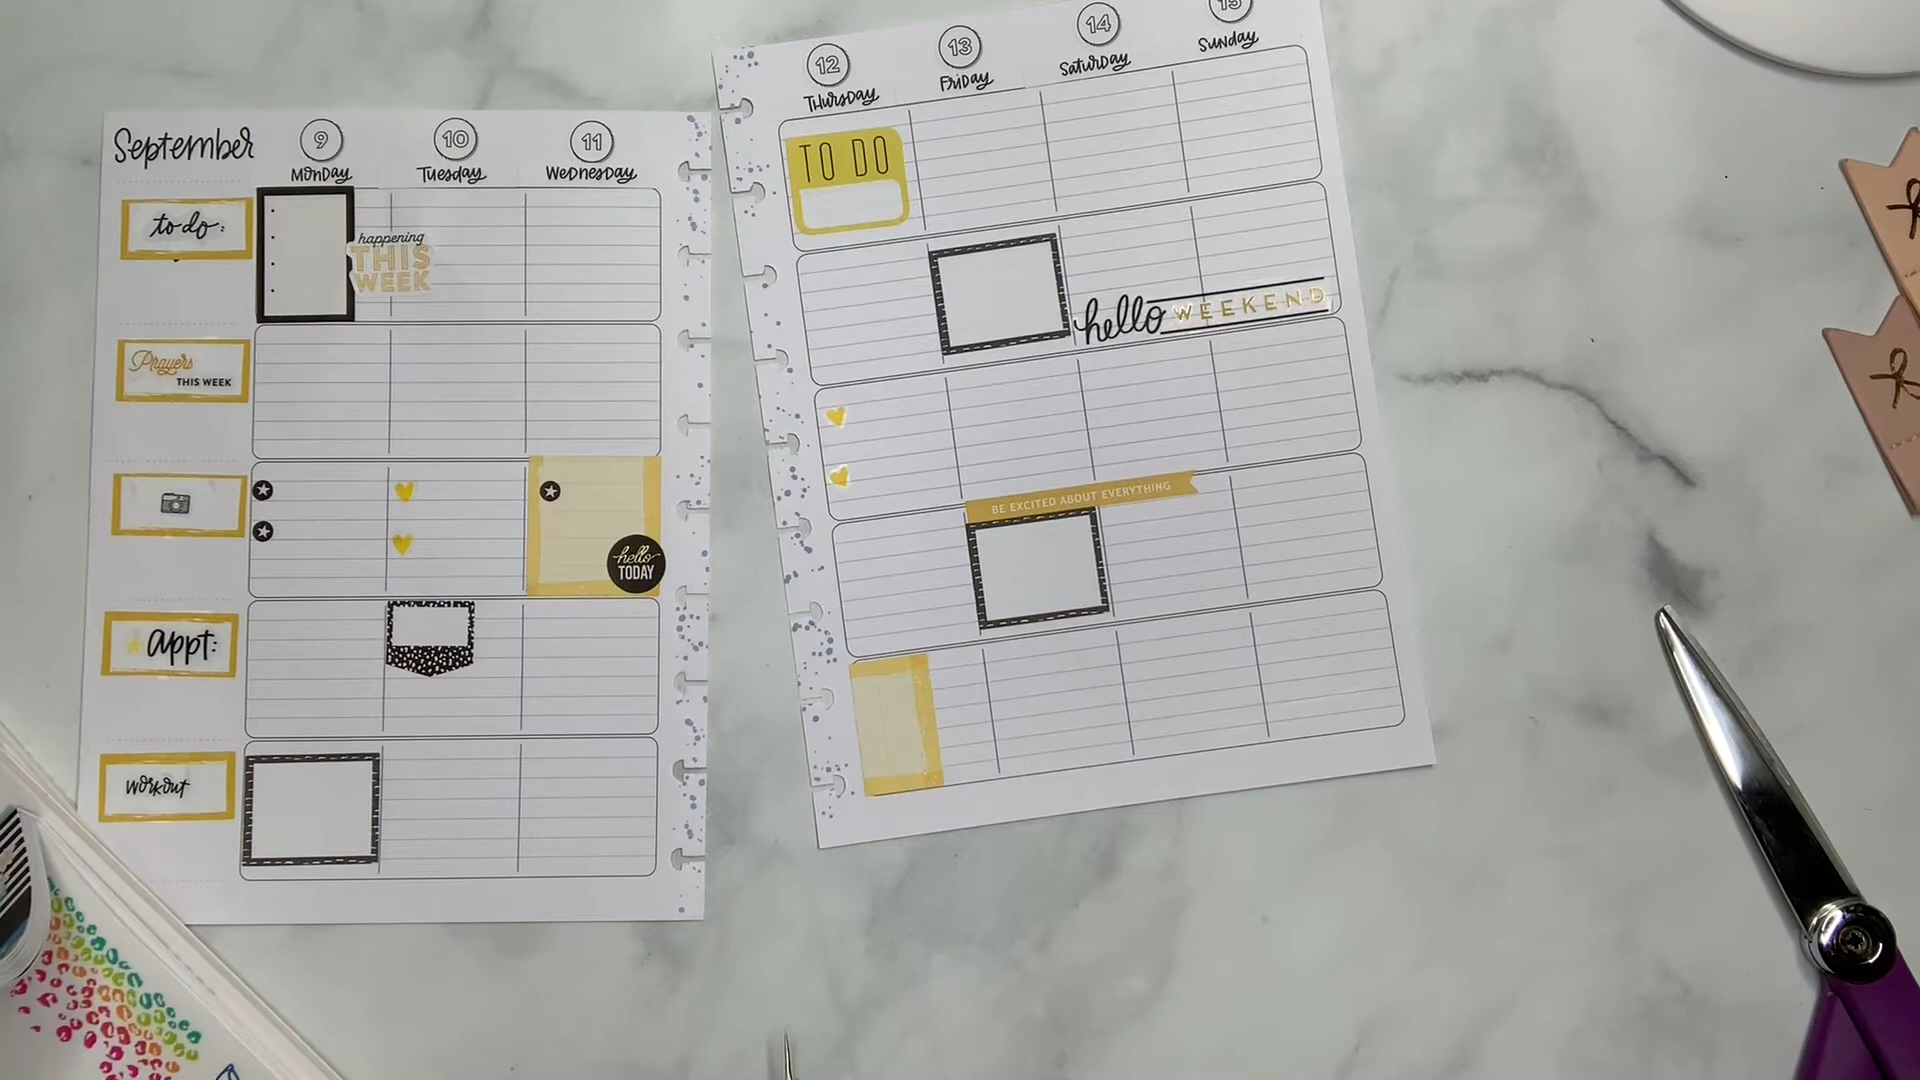 September
9
Monday
10
Tuesday
11
Wednesday
to do:
happening
THIS
WEEK
Prayers
THIS WEEK
hello
TODAY
appt:
workout
12
Thursday
13
Friday
14
Saturday
15
Sunday
TO DO
hello WEEKEND
BE EXCITED ABOUT EVERYTHING